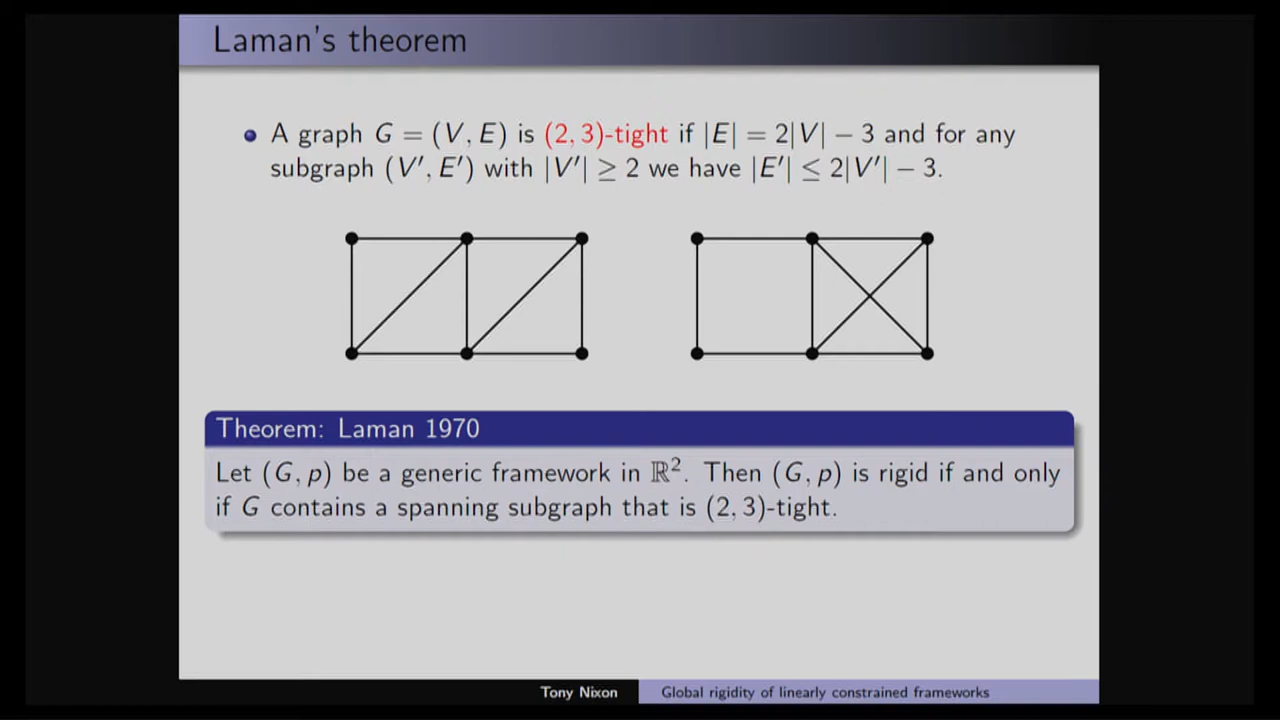 Laman's theorem
A graph G = (V, E) is (2, 3)-tight if |E| = 2|V| − 3 and for any
subgraph (V′, E′) with |V′| ≥ 2 we have |E′| ≤ 2|V′| − 3.
Theorem: Laman 1970
Let (G, p) be a generic framework in ℝ². Then (G, p) is rigid if and only
if G contains a spanning subgraph that is (2, 3)-tight.
Tony Nixon
Global rigidity of linearly constrained frameworks